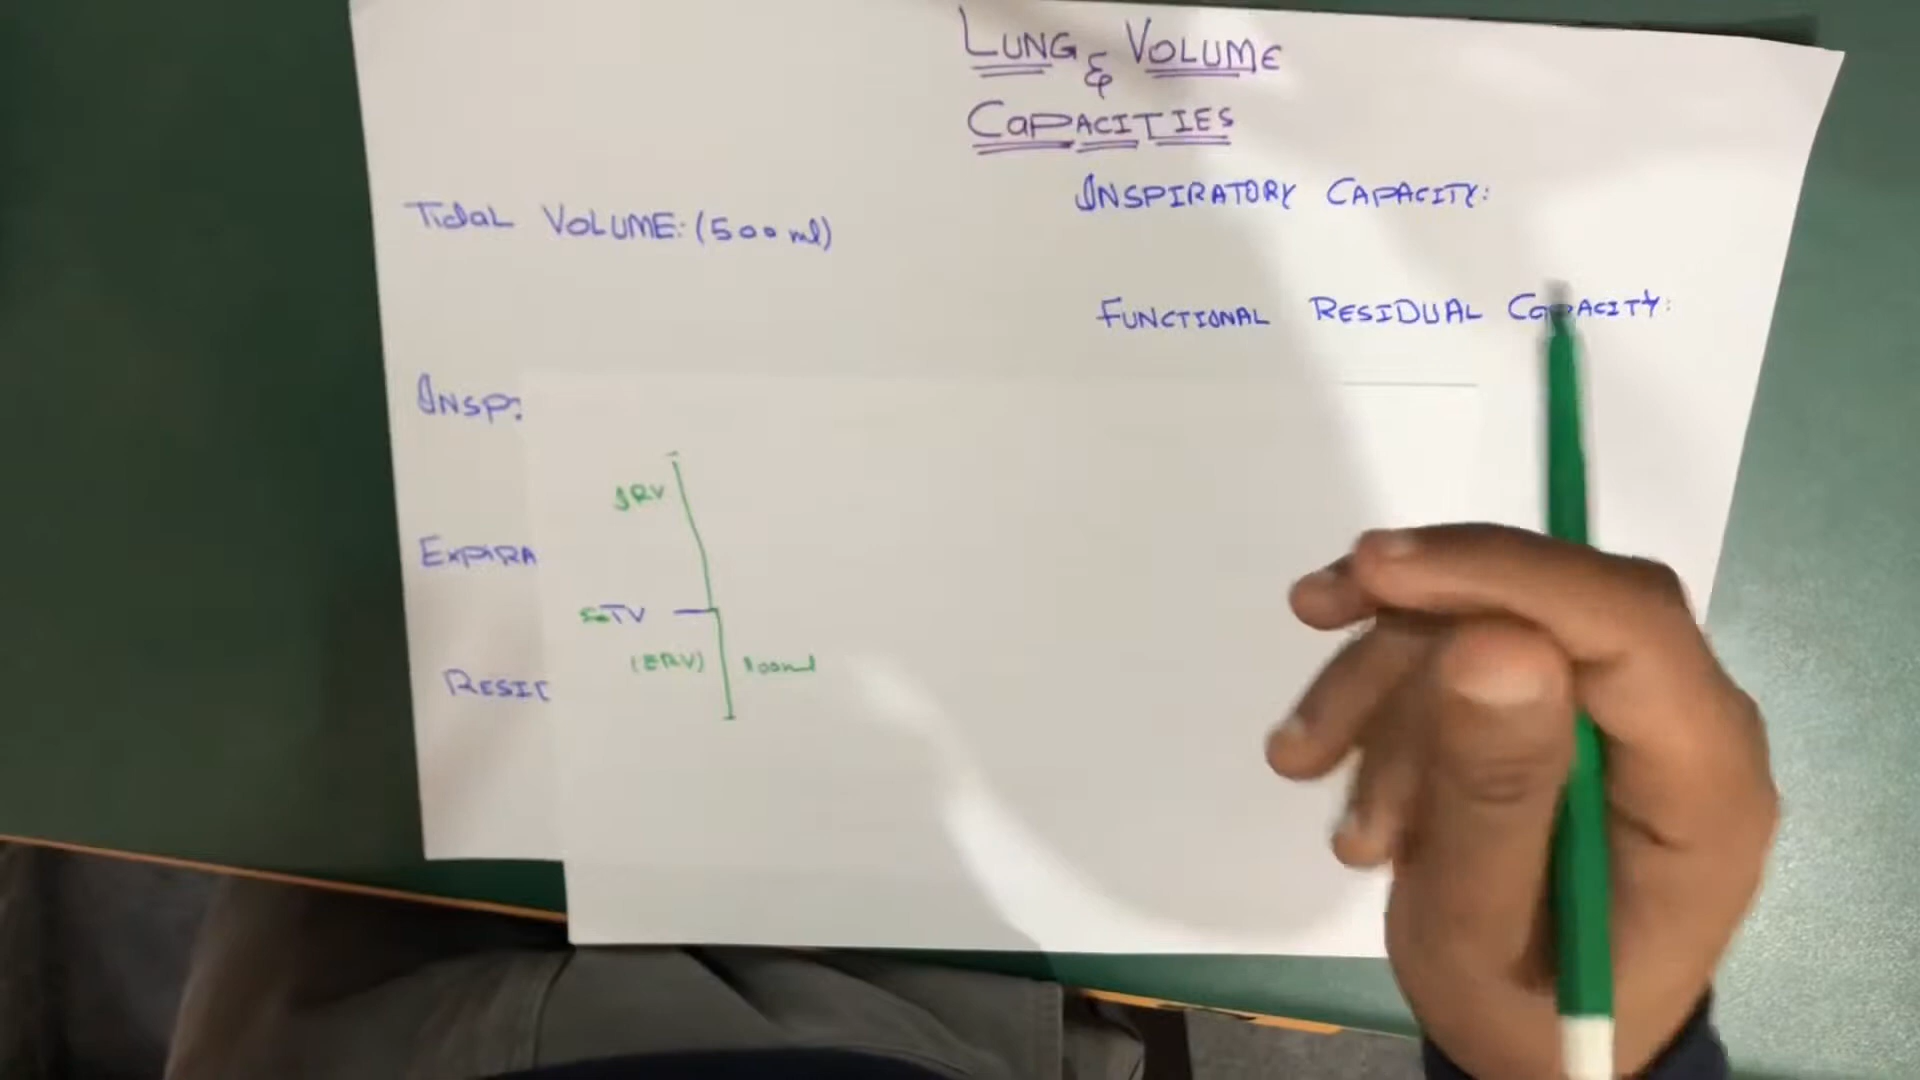 LUNG & VOLUME
CAPACITIES
INSPIRATORY CAPACITY:
Tidal VOLUME: (500 ml)
FUNCTIONAL RESIDUAL CAPACITY:
INSP:
IRV
EXPIRA
TV
(ERV)
RESID